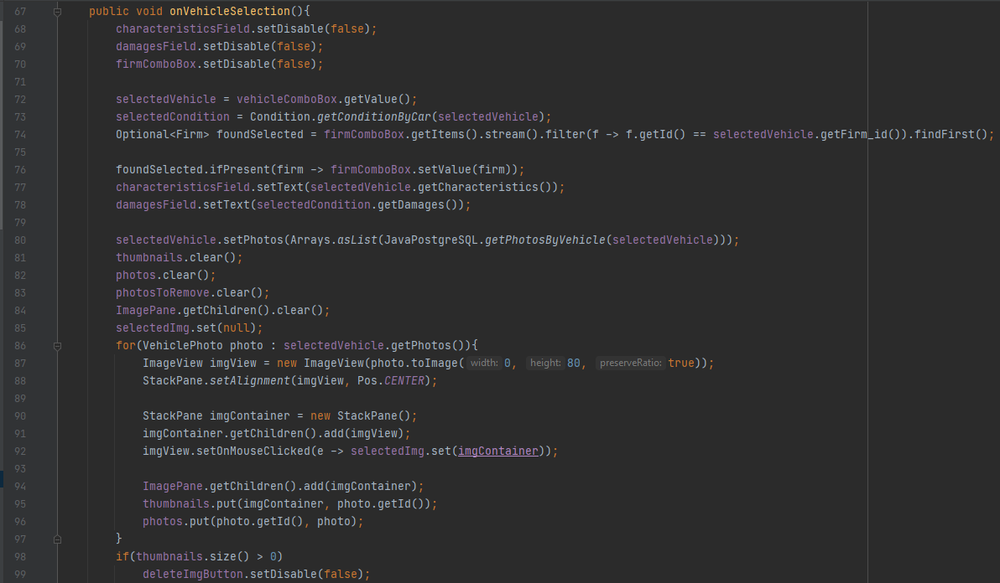 67 public void onVehicleSelection(){
68 characteristicsField.setDisable(false);
69 damagesField.setDisable(false);
70 firmComboBox.setDisable(false);
71
72 selectedVehicle = vehicleComboBox.getValue();
73 selectedCondition = Condition.getConditionByCar(selectedVehicle);
74 Optional<Firm> foundSelected = firmComboBox.getItems().stream().filter(f -> f.getId() == selectedVehicle.getFirm_id()).findFirst();
75
76 foundSelected.ifPresent(firm -> firmComboBox.setValue(firm));
77 characteristicsField.setText(selectedVehicle.getCharacteristics());
78 damagesField.setText(selectedCondition.getDamages());
79
80 selectedVehicle.setPhotos(Arrays.asList(JavaPostgreSQL.getPhotosByVehicle(selectedVehicle)));
81 thumbnails.clear();
82 photos.clear();
83 photosToRemove.clear();
84 ImagePane.getChildren().clear();
85 selectedImg.set(null);
86 for(VehiclePhoto photo : selectedVehicle.getPhotos()){
87 ImageView imgView = new ImageView(photo.toImage( width: 0, height: 80, preserveRatio: true));
88 StackPane.setAlignment(imgView, Pos.CENTER);
89
90 StackPane imgContainer = new StackPane();
91 imgContainer.getChildren().add(imgView);
92 imgView.setOnMouseClicked(e -> selectedImg.set(imgContainer));
93
94 ImagePane.getChildren().add(imgContainer);
95 thumbnails.put(imgContainer, photo.getId());
96 photos.put(photo.getId(), photo);
97 }
98 if(thumbnails.size() > 0)
99 deleteImgButton.setDisable(false);